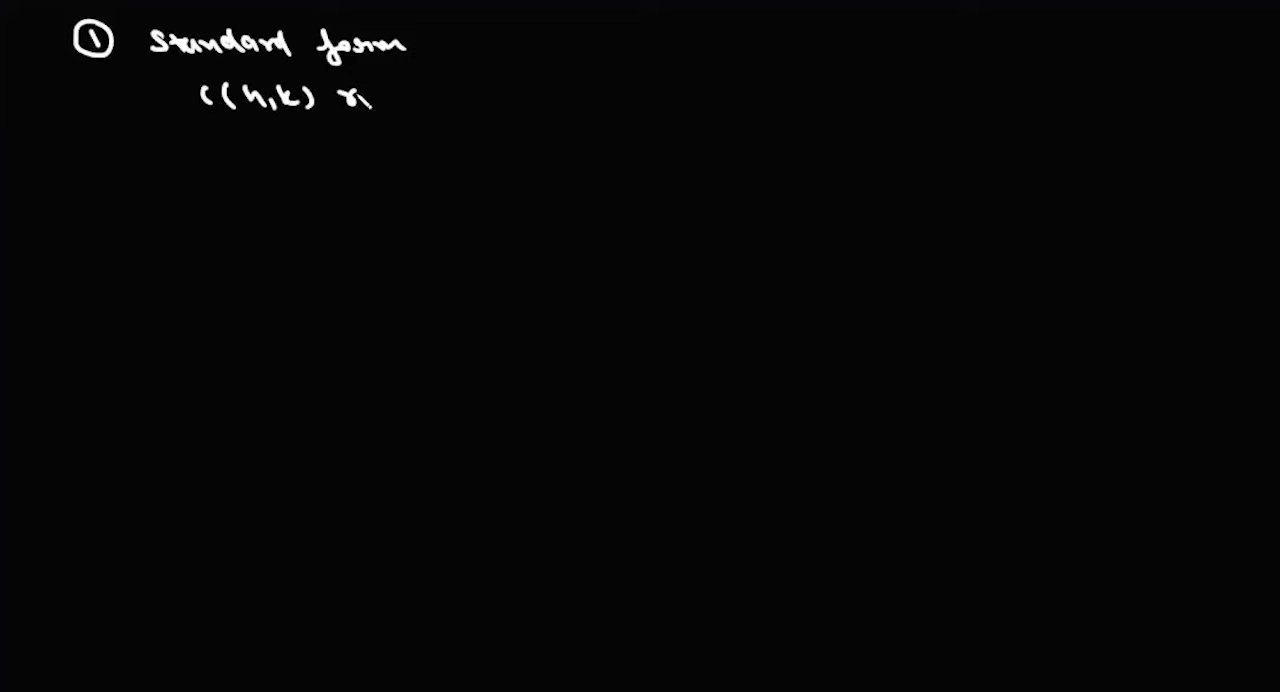 ① Standard form
C(h,k) r